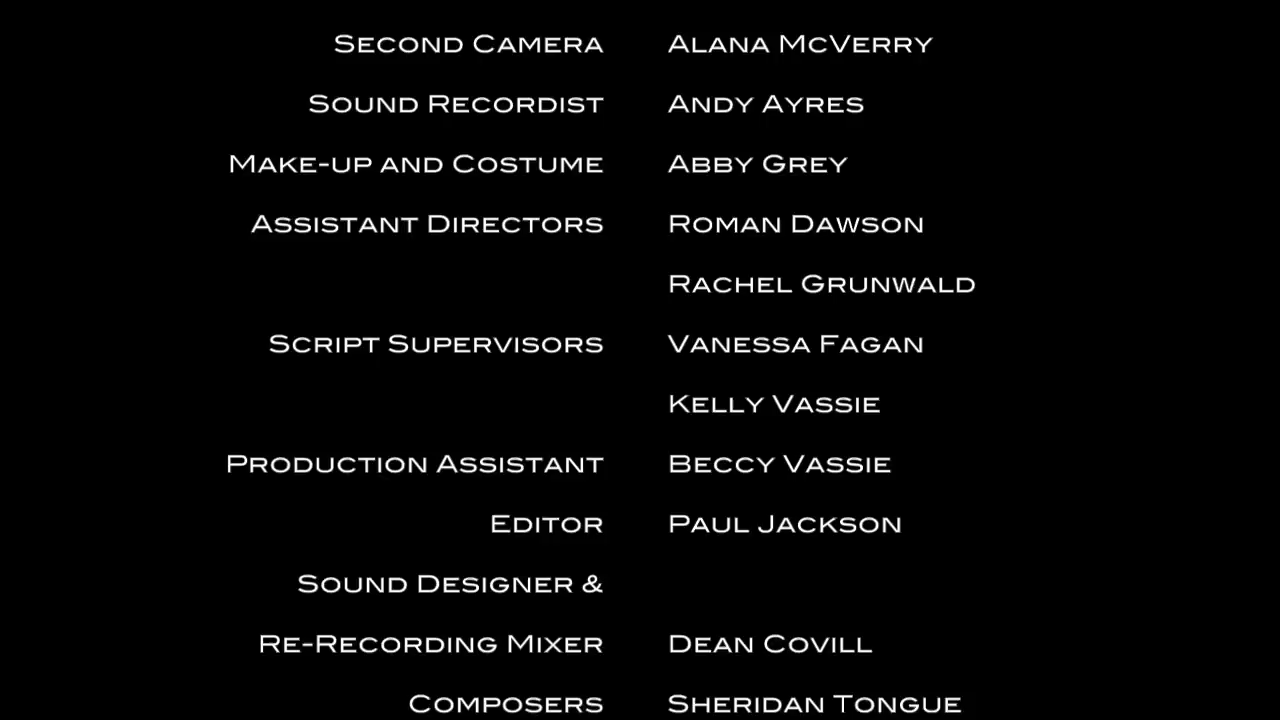 Second Camera Alana McVerry
Sound Recordist Andy Ayres
Make-up and Costume Abby Grey
Assistant Directors Roman Dawson
Rachel Grunwald
Script Supervisors Vanessa Fagan
Kelly Vassie
Production Assistant Beccy Vassie
Editor Paul Jackson
Sound Designer &
Re-Recording Mixer Dean Covill
Composers Sheridan Tongue